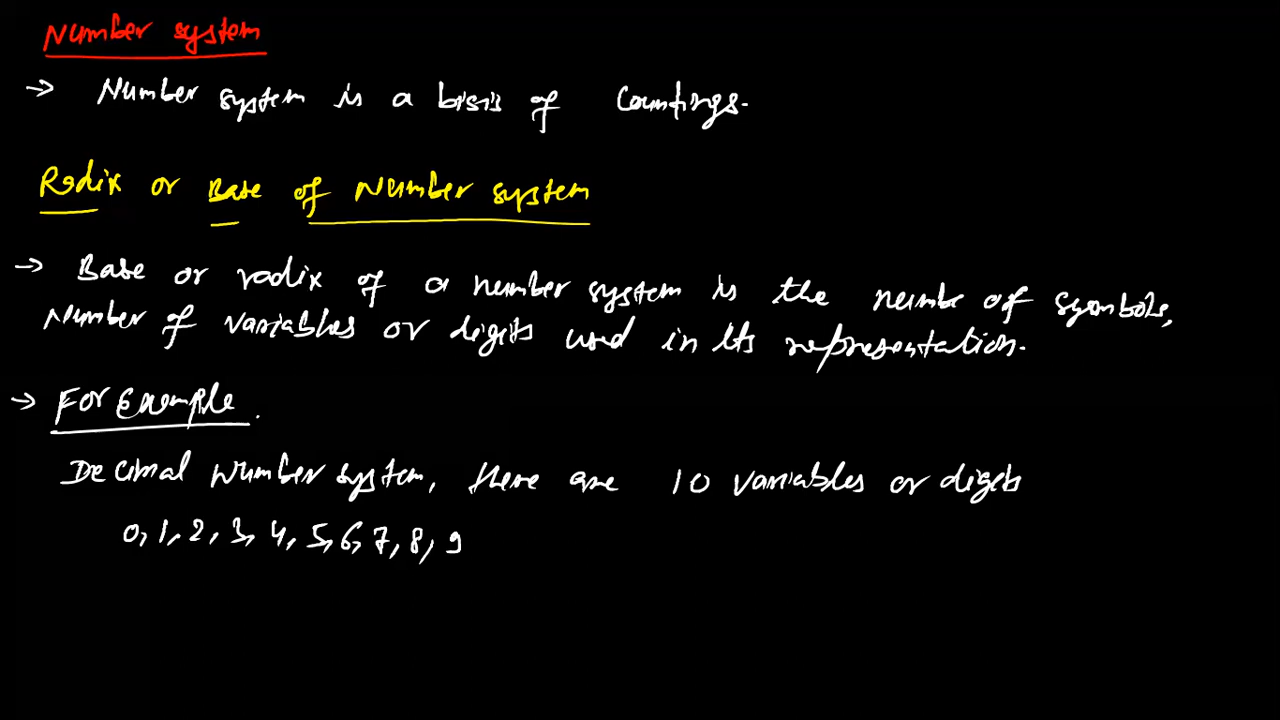 Number system
→ Number system is a bisis of Countings.
Radix or Base of Number system
→ Base or radix of a number system is the numbe of symbols,
Number of variables or digits used in Its representation.
→ For Example.
Decimal Number system, there are 10 variables or digits
0, 1, 2, 3, 4, 5, 6, 7, 8, 9